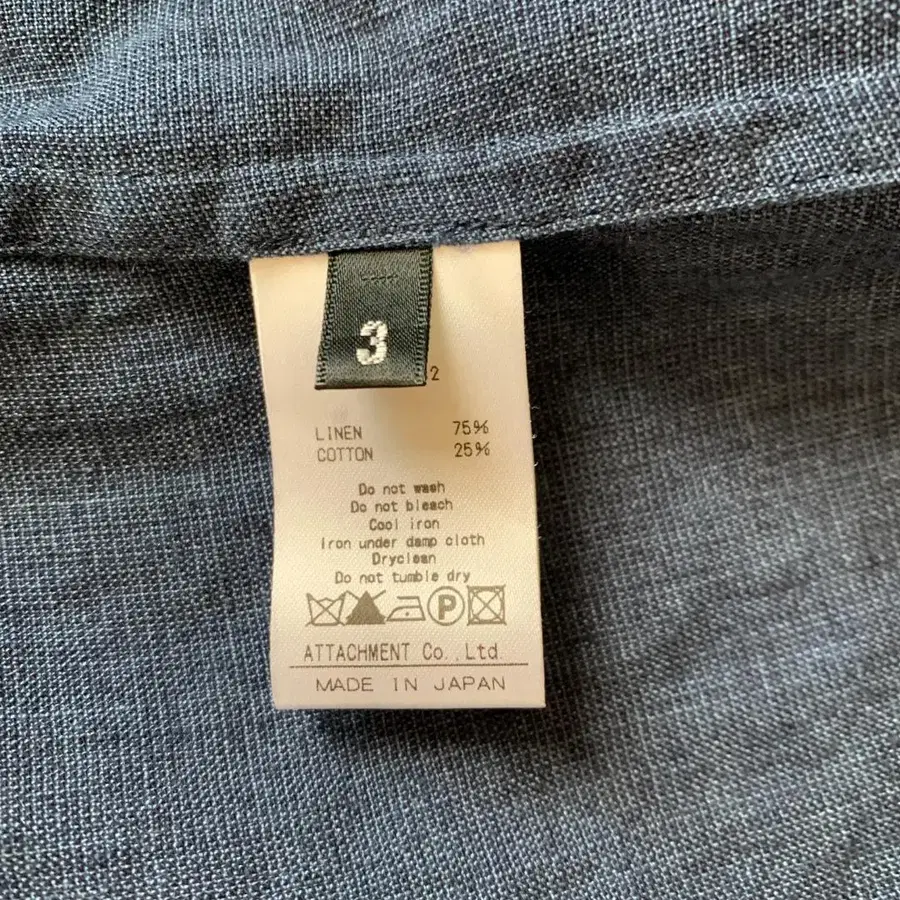 3
2
LINEN 75%
COTTON 25%
Do not wash
Do not bleach
Cool iron
Iron under damp cloth
Dryclean
Do not tumble dry
P
ATTACHMENT Co.,Ltd
MADE IN JAPAN